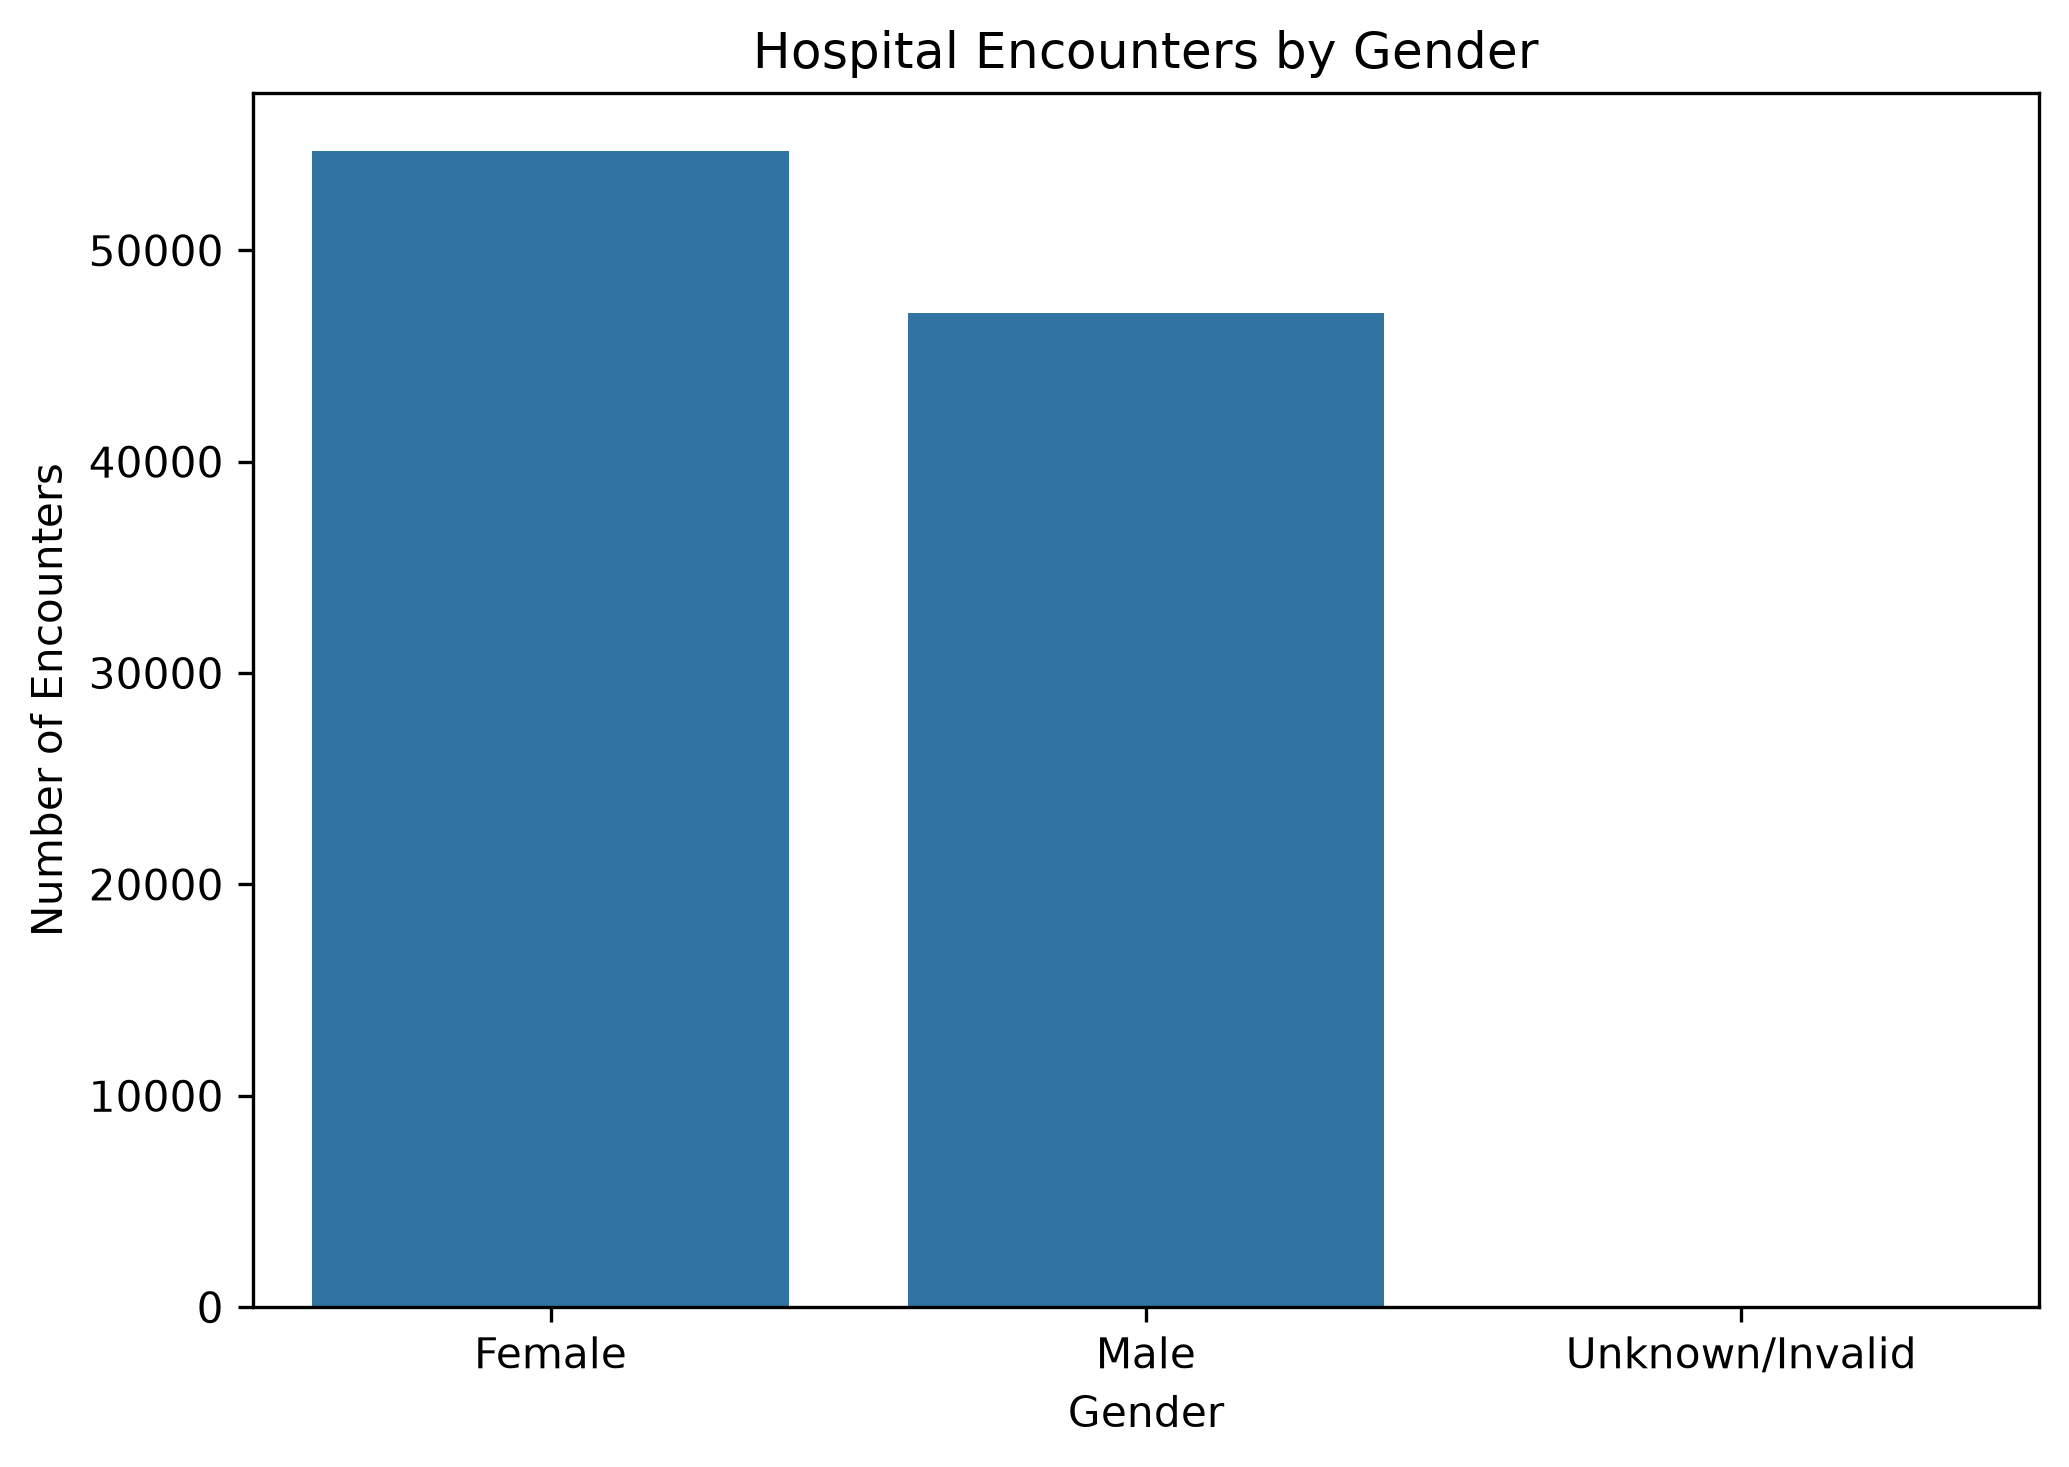 Hospital Encounters by Gender
Number of Encounters
50000
40000
30000
20000
10000
0
Female
Male
Unknown/Invalid
Gender